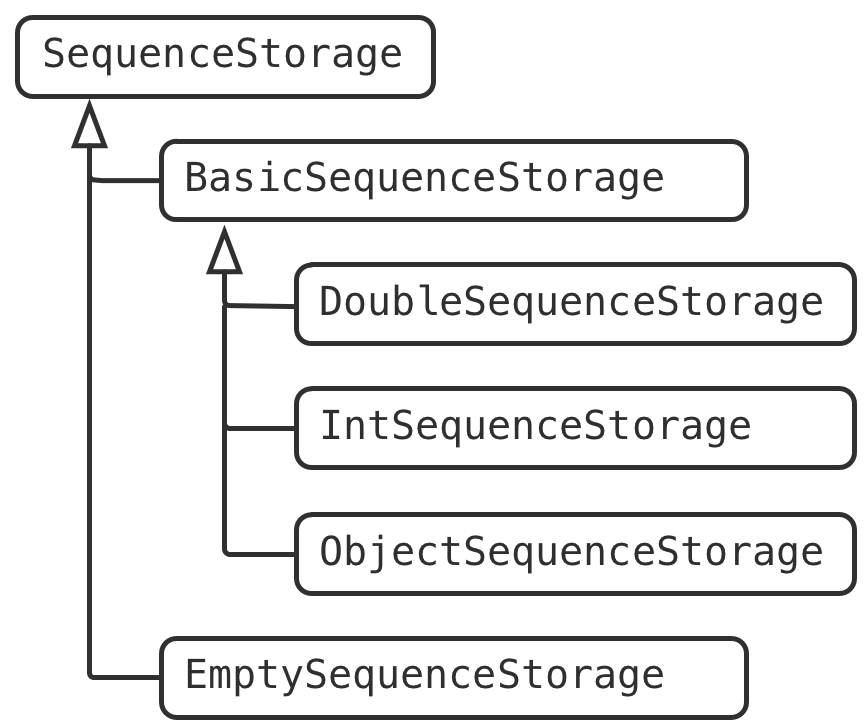 SequenceStorage
BasicSequenceStorage
DoubleSequenceStorage
IntSequenceStorage
ObjectSequenceStorage
EmptySequenceStorage